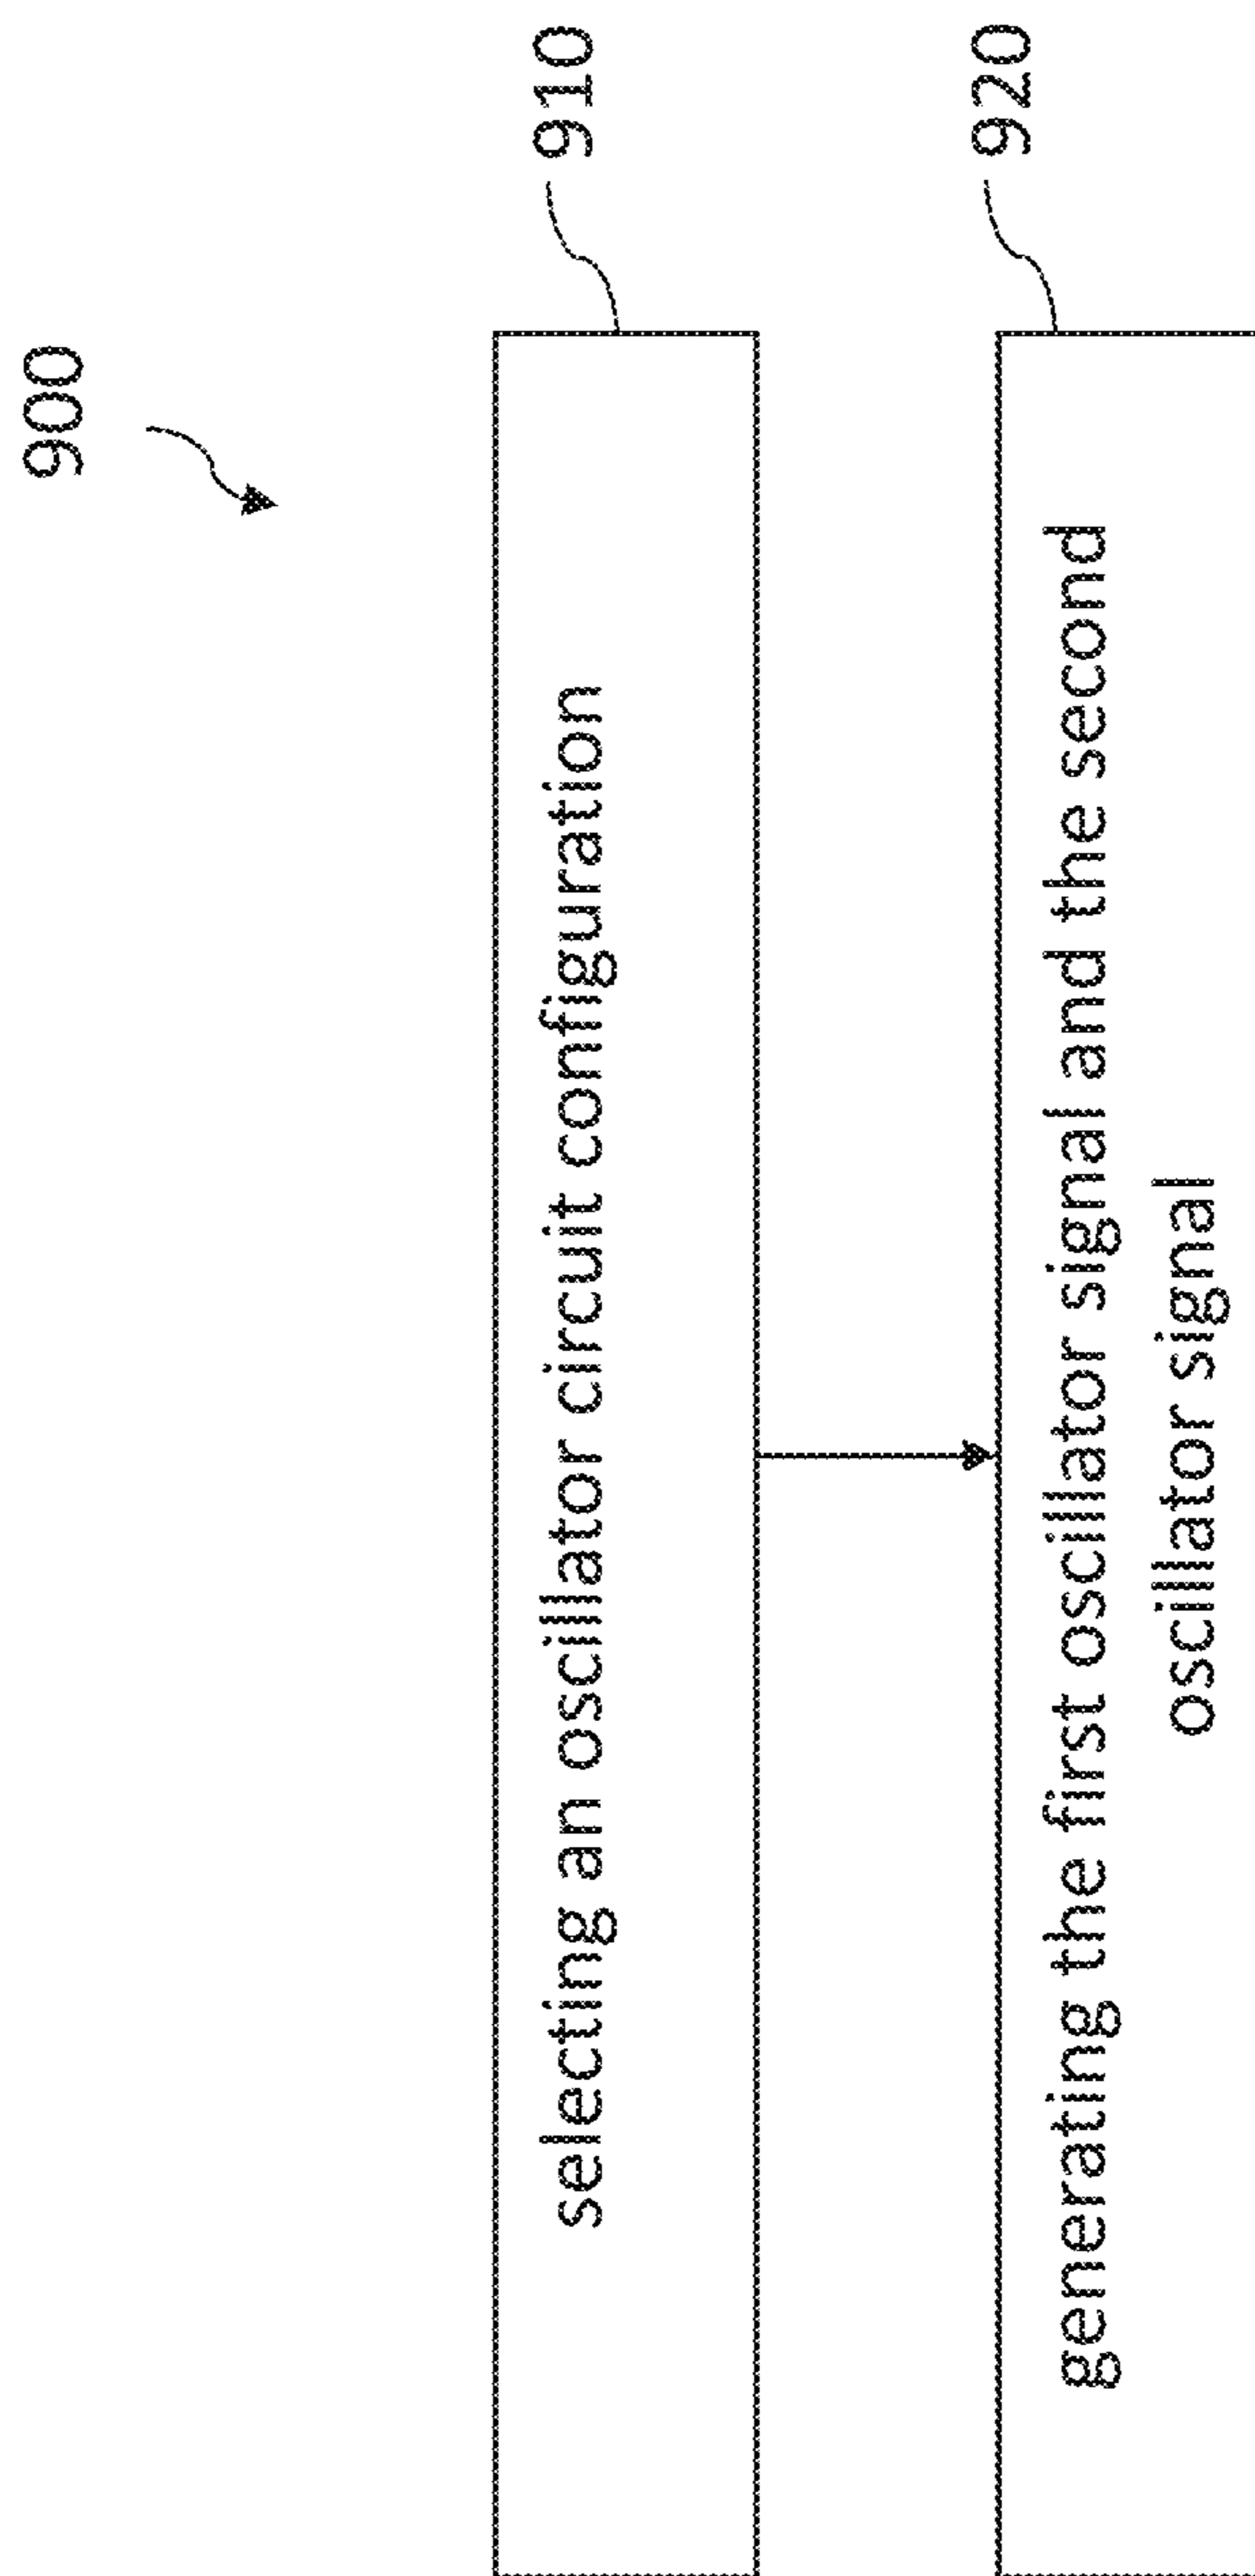 900
selecting an oscillator circuit configuration
910
generating the first oscillator signal and the second
oscillator signal
920